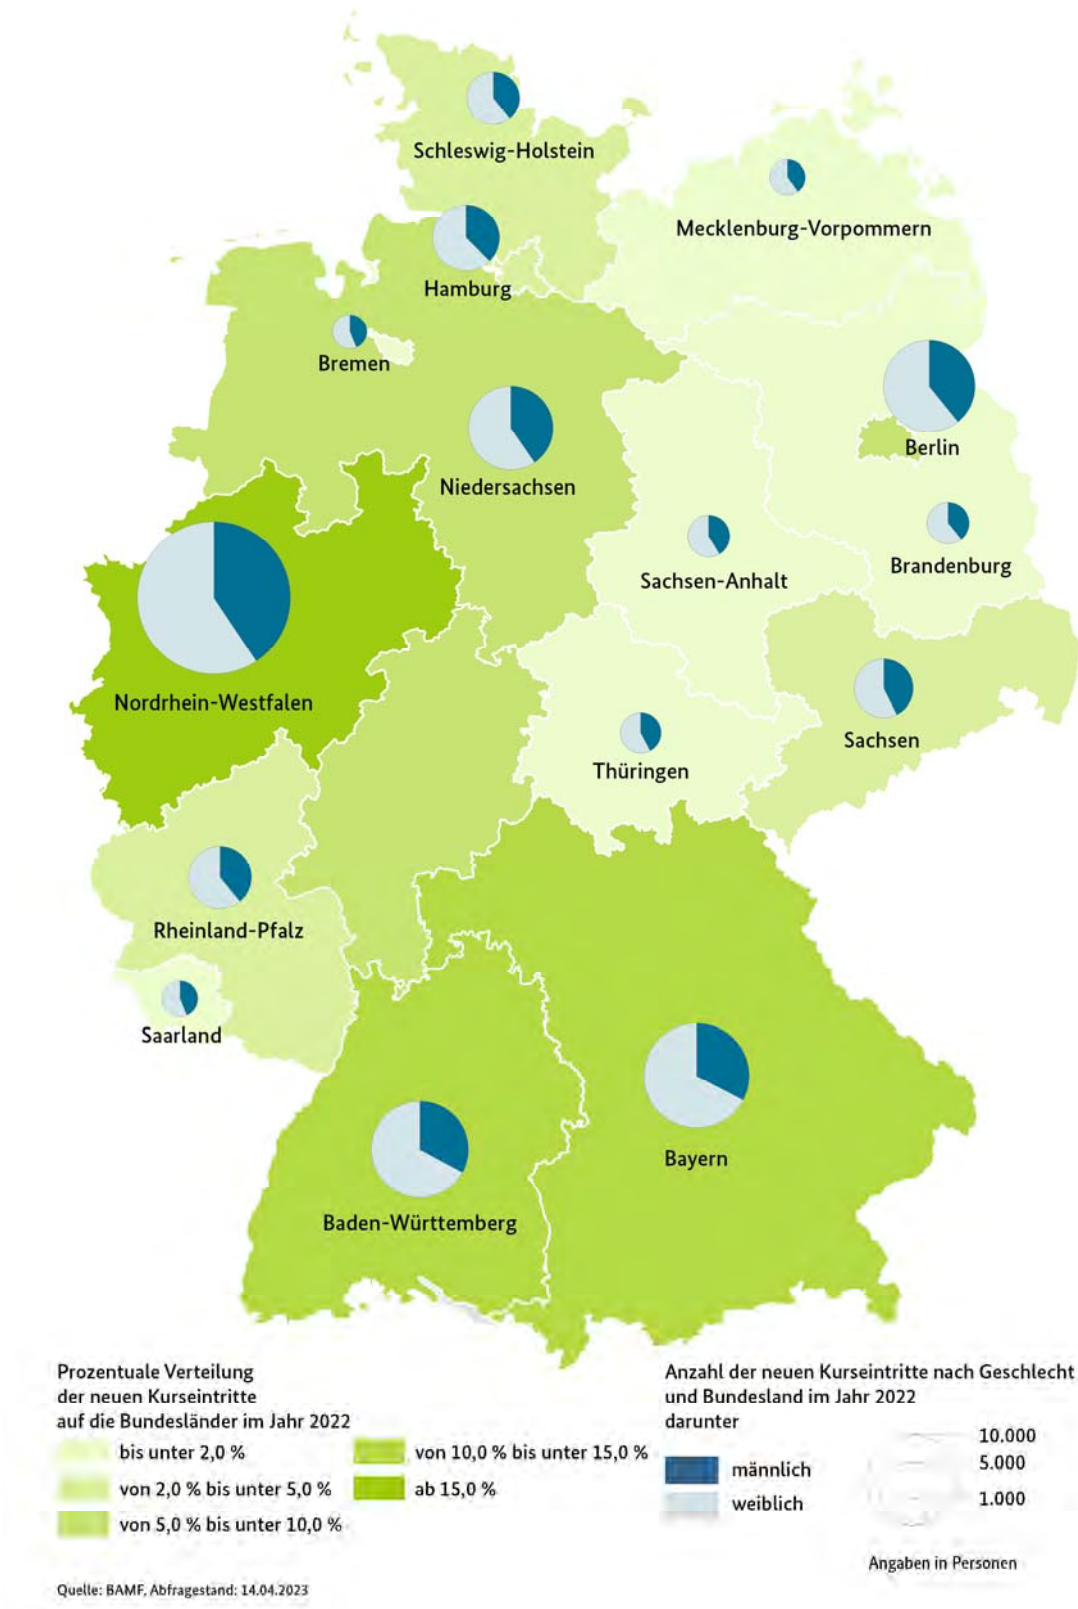 Schleswig-Holstein
Mecklenburg-Vorpommern
Hamburg
Bremen
Berlin
Niedersachsen
Brandenburg
Sachsen-Anhalt
Nordrhein-Westfalen
Sachsen
Thüringen
Rheinland-Pfalz
Saarland
Bayern
Baden-Württemberg
Prozentuale Verteilung
der neuen Kurseintritte
auf die Bundesländer im Jahr 2022
bis unter 2,0 %
von 2,0 % bis unter 5,0 %
von 5,0 % bis unter 10,0 %
von 10,0 % bis unter 15,0 %
ab 15,0 %
Anzahl der neuen Kurseintritte nach Geschlecht
und Bundesland im Jahr 2022
darunter
männlich
weiblich
10.000
5.000
1.000
Angaben in Personen
Quelle: BAMF, Abfragestand: 14.04.2023